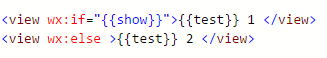 <view wx:if="{{show}}">{{test}} 1 </view>
<view wx:else >{{test}} 2 </view>